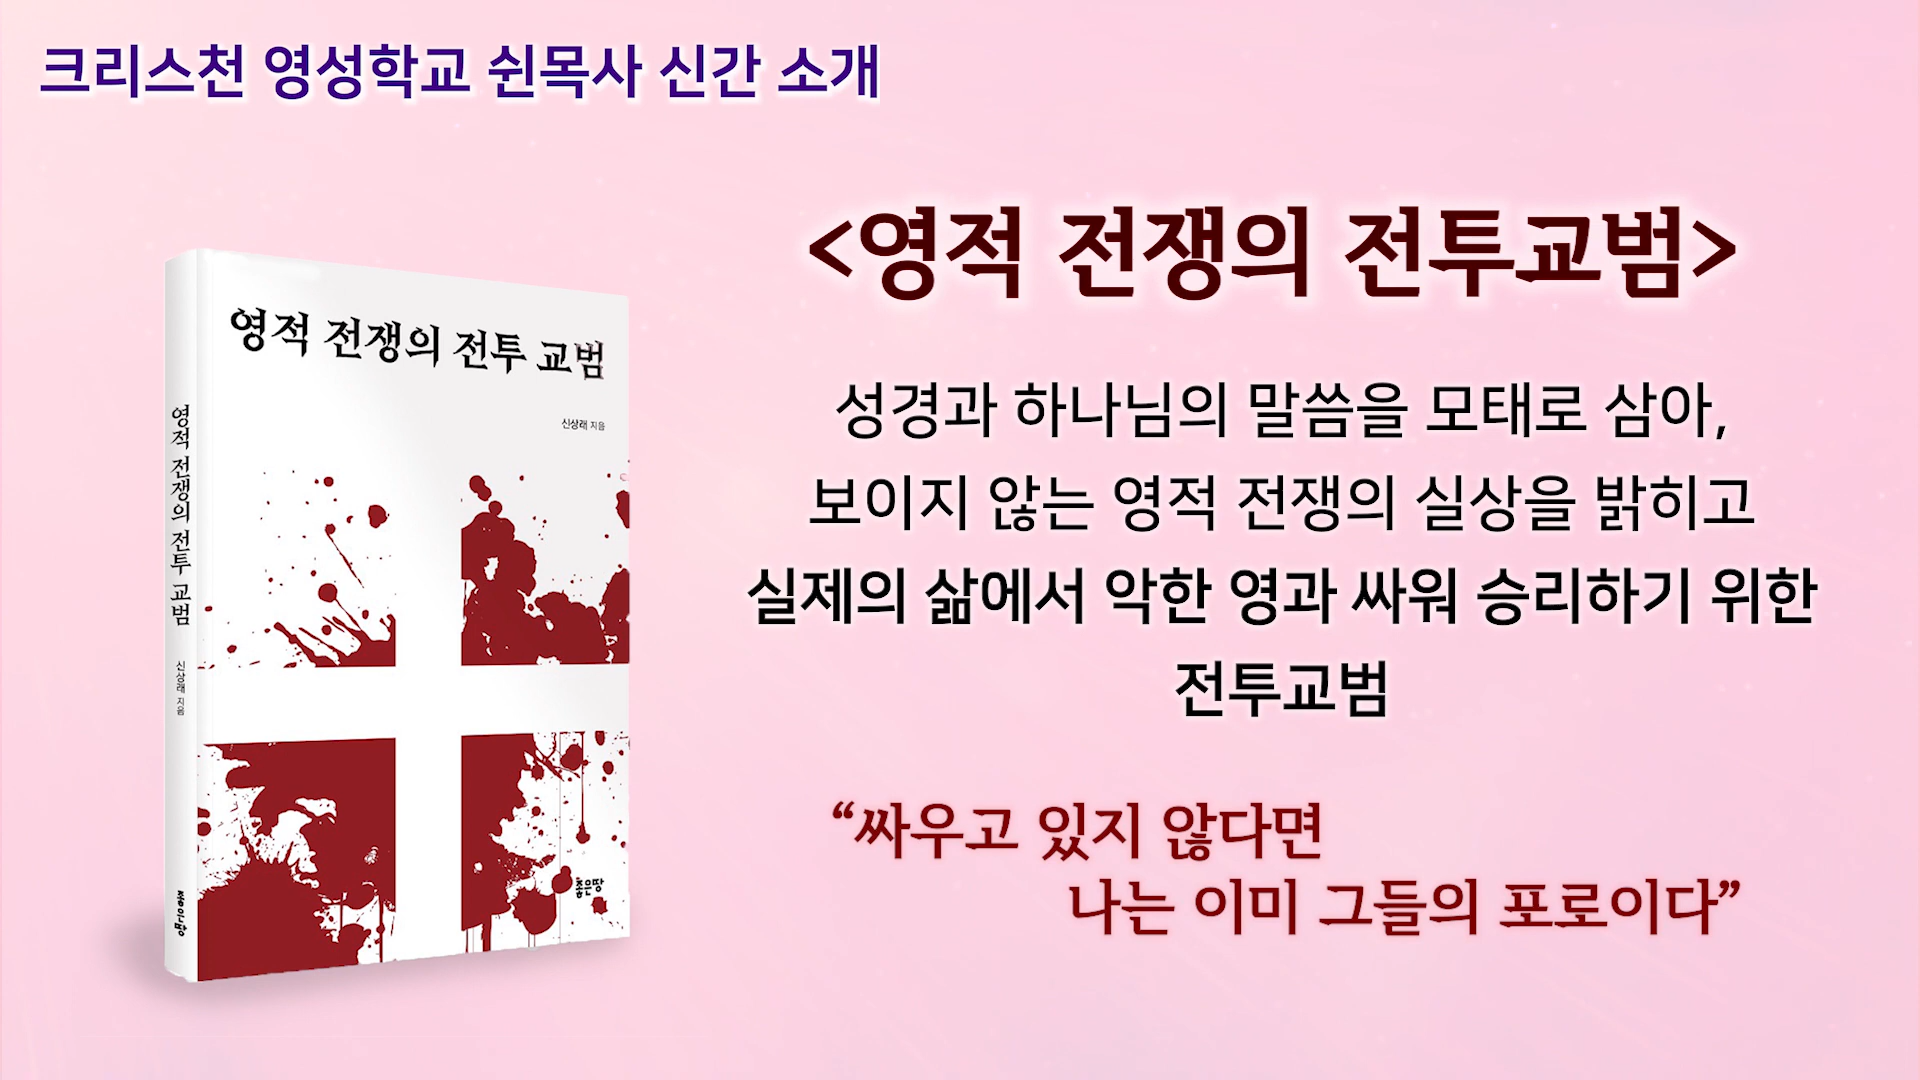 크리스천 영성학교 쉰목사 신간 소개
<영적 전쟁의 전투교범>
성경과 하나님의 말씀을 모태로 삼아,
보이지 않는 영적 전쟁의 실상을 밝히고
실제의 삶에서 악한 영과 싸워 승리하기 위한
전투교범
“싸우고 있지 않다면
나는 이미 그들의 포로이다”
영적 전쟁의 전투 교범
신상래 지음
좋은땅
영적 전쟁의 전투 교범
신상래 지음
좋은땅